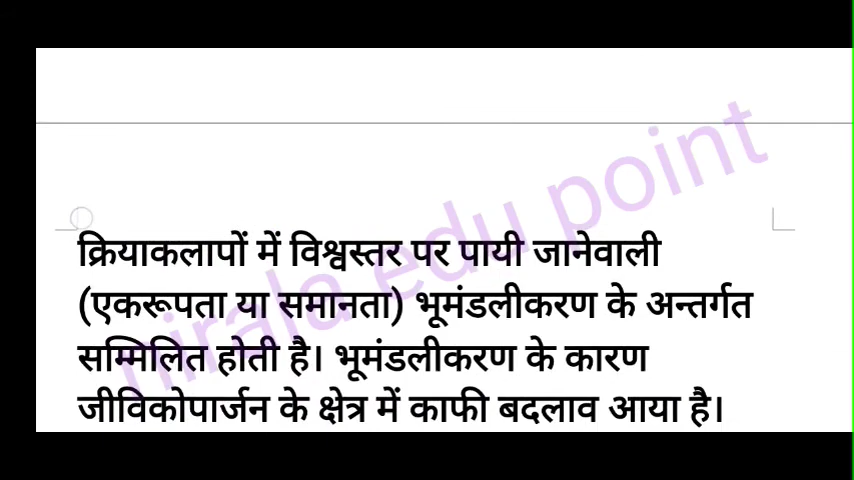 क्रियाकलापों में विश्वस्तर पर पायी जानेवाली
(एकरूपता या समानता) भूमंडलीकरण के अन्तर्गत
सम्मिलित होती है। भूमंडलीकरण के कारण
जीविकोपार्जन के क्षेत्र में काफी बदलाव आया है।
nirala edu point